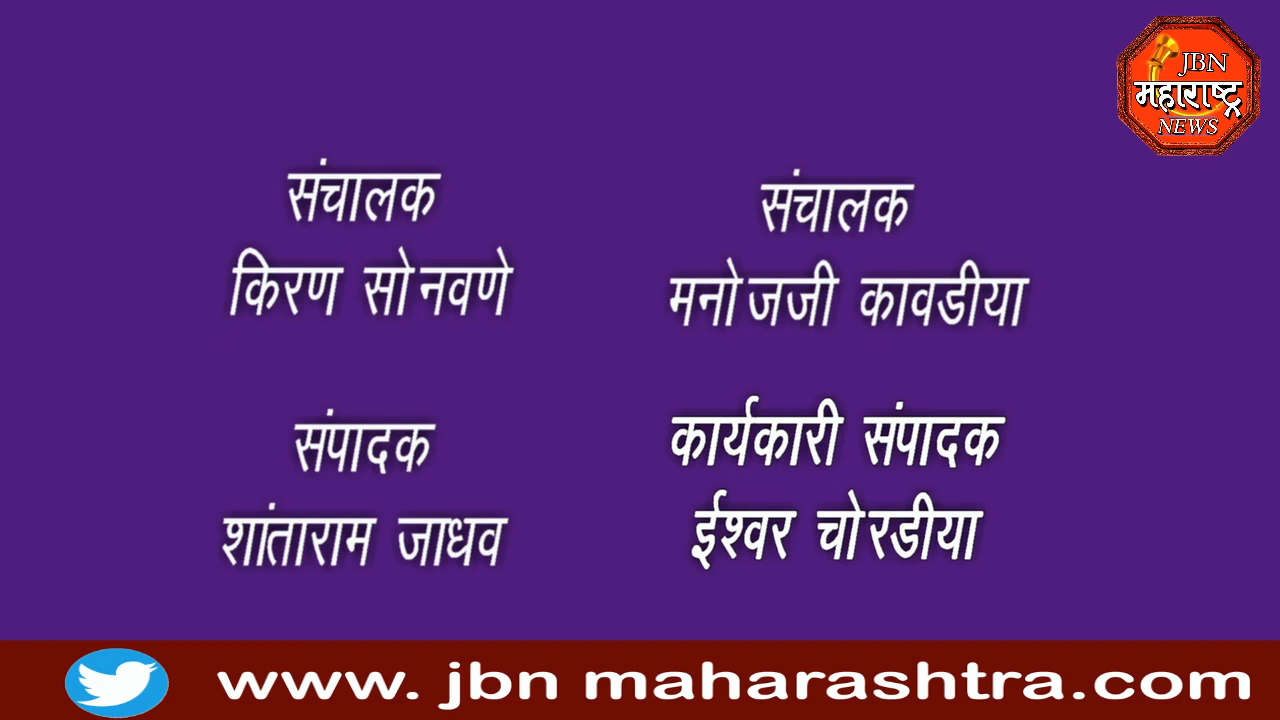 JBN
महाराष्ट्र
NEWS
संचालक
किरण सोनवणे
संचालक
मनोजजी कावडीया
संपादक
शांताराम जाधव
कार्यकारी संपादक
ईश्वर चोरडीया
www. jbn maharashtra.com